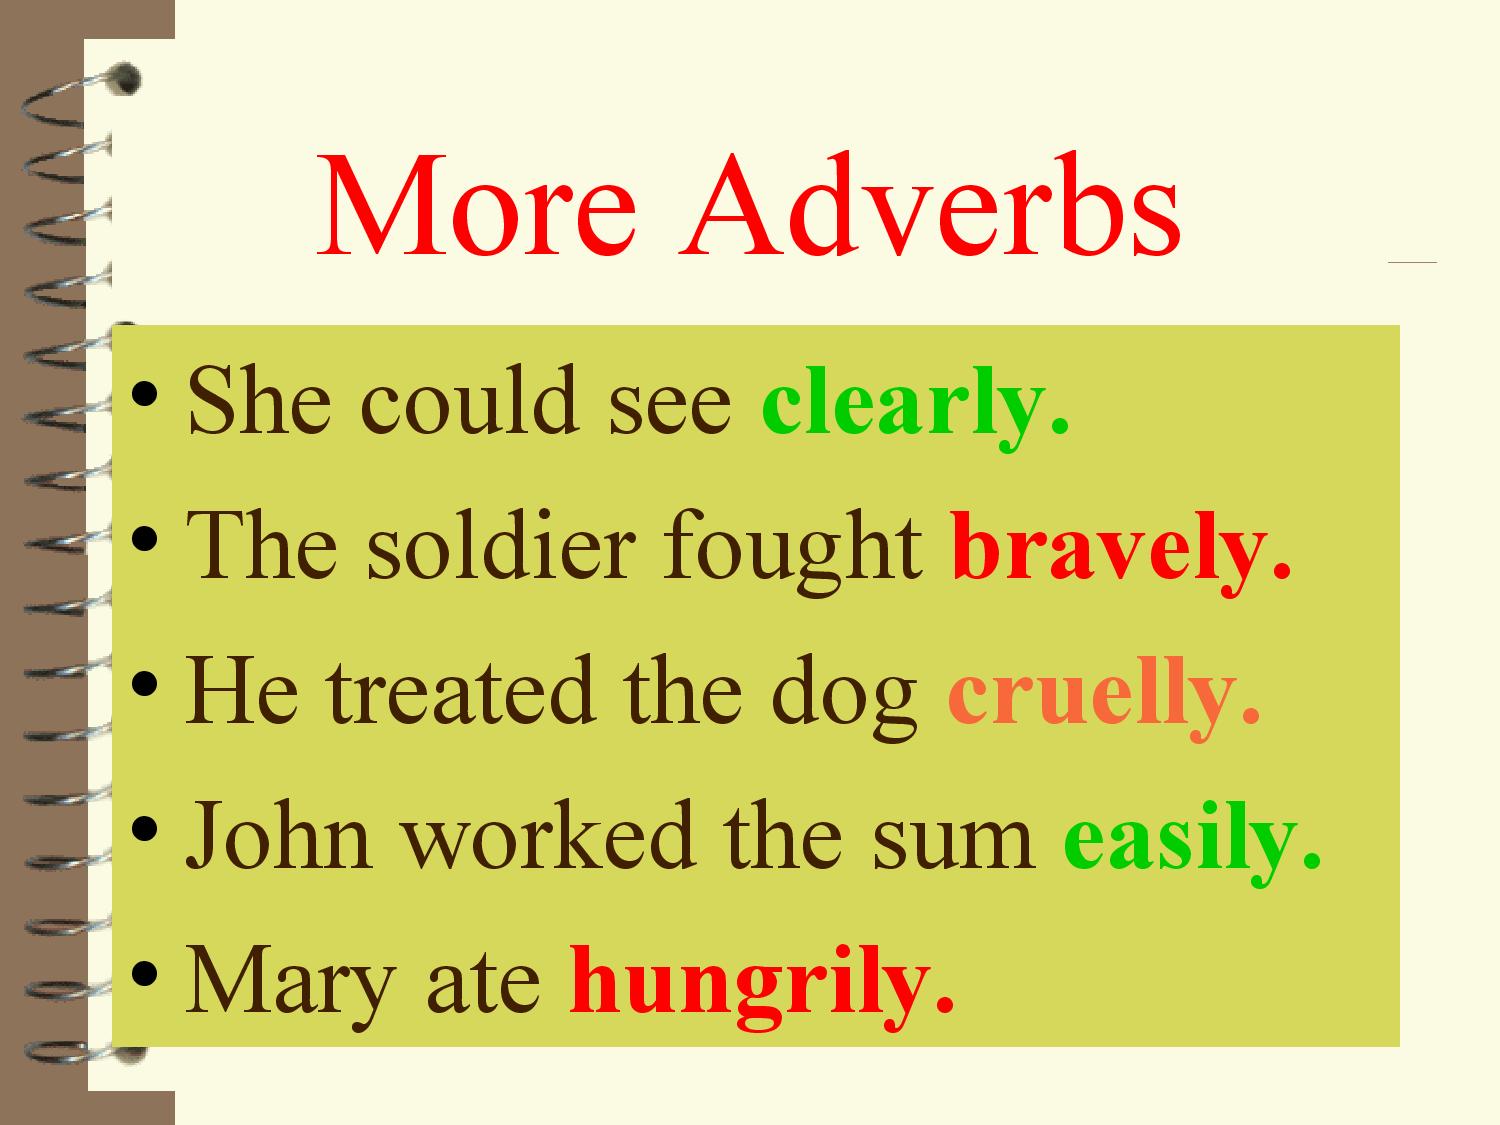 More Adverbs
• She could see clearly.
• The soldier fought bravely.
• He treated the dog cruelly.
• John worked the sum easily.
• Mary ate hungrily.